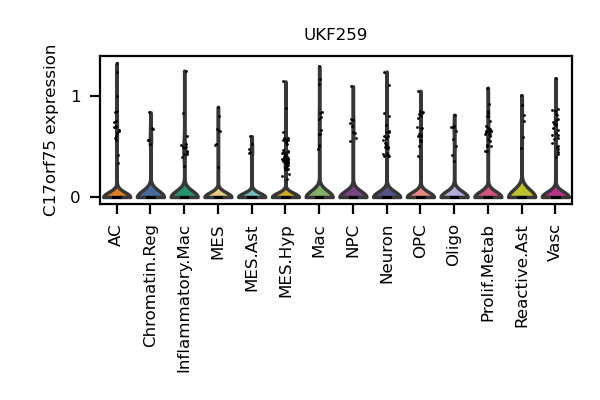 UKF259
C17orf75 expression
1
0
AC
Chromatin.Reg
Inflammatory.Mac
MES
MES.Ast
MES.Hyp
Mac
NPC
Neuron
OPC
Oligo
Prolif.Metab
Reactive.Ast
Vasc